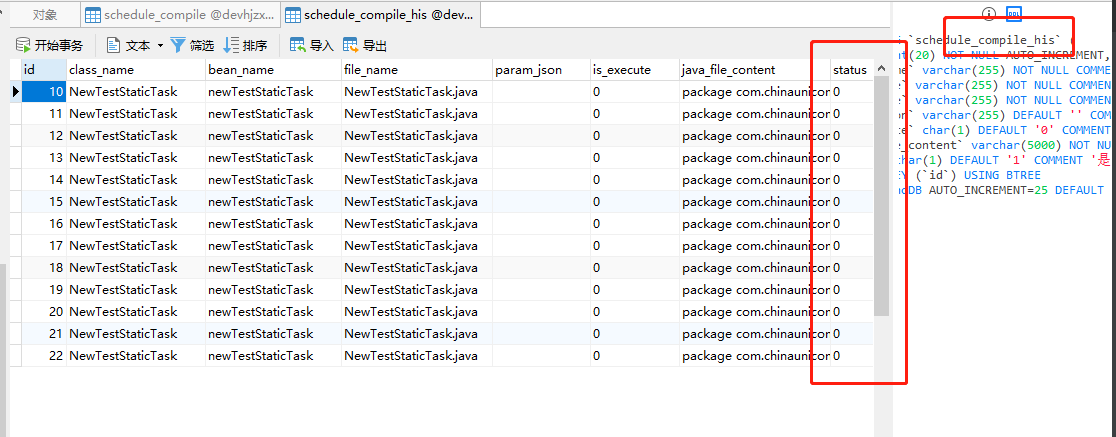 对象 schedule_compile @devhjzx... schedule_compile_his @dev...
开始事务 文本 筛选 排序 导入 导出
id class_name bean_name file_name param_json is_execute java_file_content status
10 NewTestStaticTask newTestStaticTask NewTestStaticTask.java 0 package com.chinaunicor 0
11 NewTestStaticTask newTestStaticTask NewTestStaticTask.java 0 package com.chinaunicor 0
12 NewTestStaticTask newTestStaticTask NewTestStaticTask.java 0 package com.chinaunicor 0
13 NewTestStaticTask newTestStaticTask NewTestStaticTask.java 0 package com.chinaunicor 0
14 NewTestStaticTask newTestStaticTask NewTestStaticTask.java 0 package com.chinaunicor 0
15 NewTestStaticTask newTestStaticTask NewTestStaticTask.java 0 package com.chinaunicor 0
16 NewTestStaticTask newTestStaticTask NewTestStaticTask.java 0 package com.chinaunicor 0
17 NewTestStaticTask newTestStaticTask NewTestStaticTask.java 0 package com.chinaunicor 0
18 NewTestStaticTask newTestStaticTask NewTestStaticTask.java 0 package com.chinaunicor 0
19 NewTestStaticTask newTestStaticTask NewTestStaticTask.java 0 package com.chinaunicor 0
20 NewTestStaticTask newTestStaticTask NewTestStaticTask.java 0 package com.chinaunicor 0
21 NewTestStaticTask newTestStaticTask NewTestStaticTask.java 0 package com.chinaunicor 0
22 NewTestStaticTask newTestStaticTask NewTestStaticTask.java 0 package com.chinaunicor 0
`schedule_compile_his`
(20) NOT NULL AUTO_INCREMENT,
` varchar(255) NOT NULL COMME
` varchar(255) NOT NULL COMMEN
` varchar(255) NOT NULL COMMEN
` varchar(255) DEFAULT '' COM
` char(1) DEFAULT '0' COMMENT
_content` varchar(5000) NOT NU
char(1) DEFAULT '1' COMMENT '是
(`id`) USING BTREE
DB AUTO_INCREMENT=25 DEFAULT